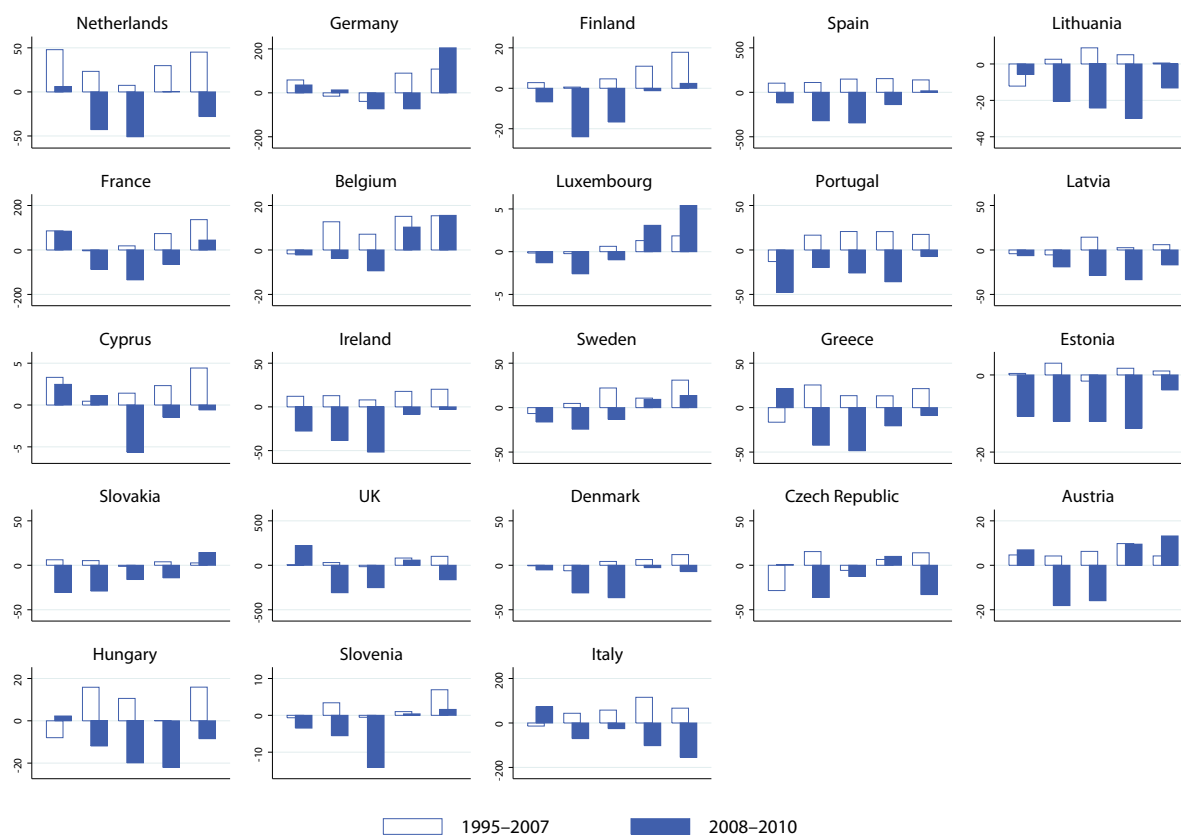 Netherlands Germany Finland Spain Lithuania
50 0 -50
200 0 -200
20 0 -20
500 0 -500
0 -20 -40
France Belgium Luxembourg Portugal Latvia
200 0 -200
20 0 -20
5 0 -5
50 0 -50
50 0 -50
Cyprus Ireland Sweden Greece Estonia
5 0 -5
50 0 -50
50 0 -50
50 0 -50
0 -20
Slovakia UK Denmark Czech Republic Austria
50 0 -50
500 0 -500
50 0 -50
50 0 -50
20 0 -20
Hungary Slovenia Italy
20 0 -20
10 0 -10
200 0 -200
1995–2007 2008–2010